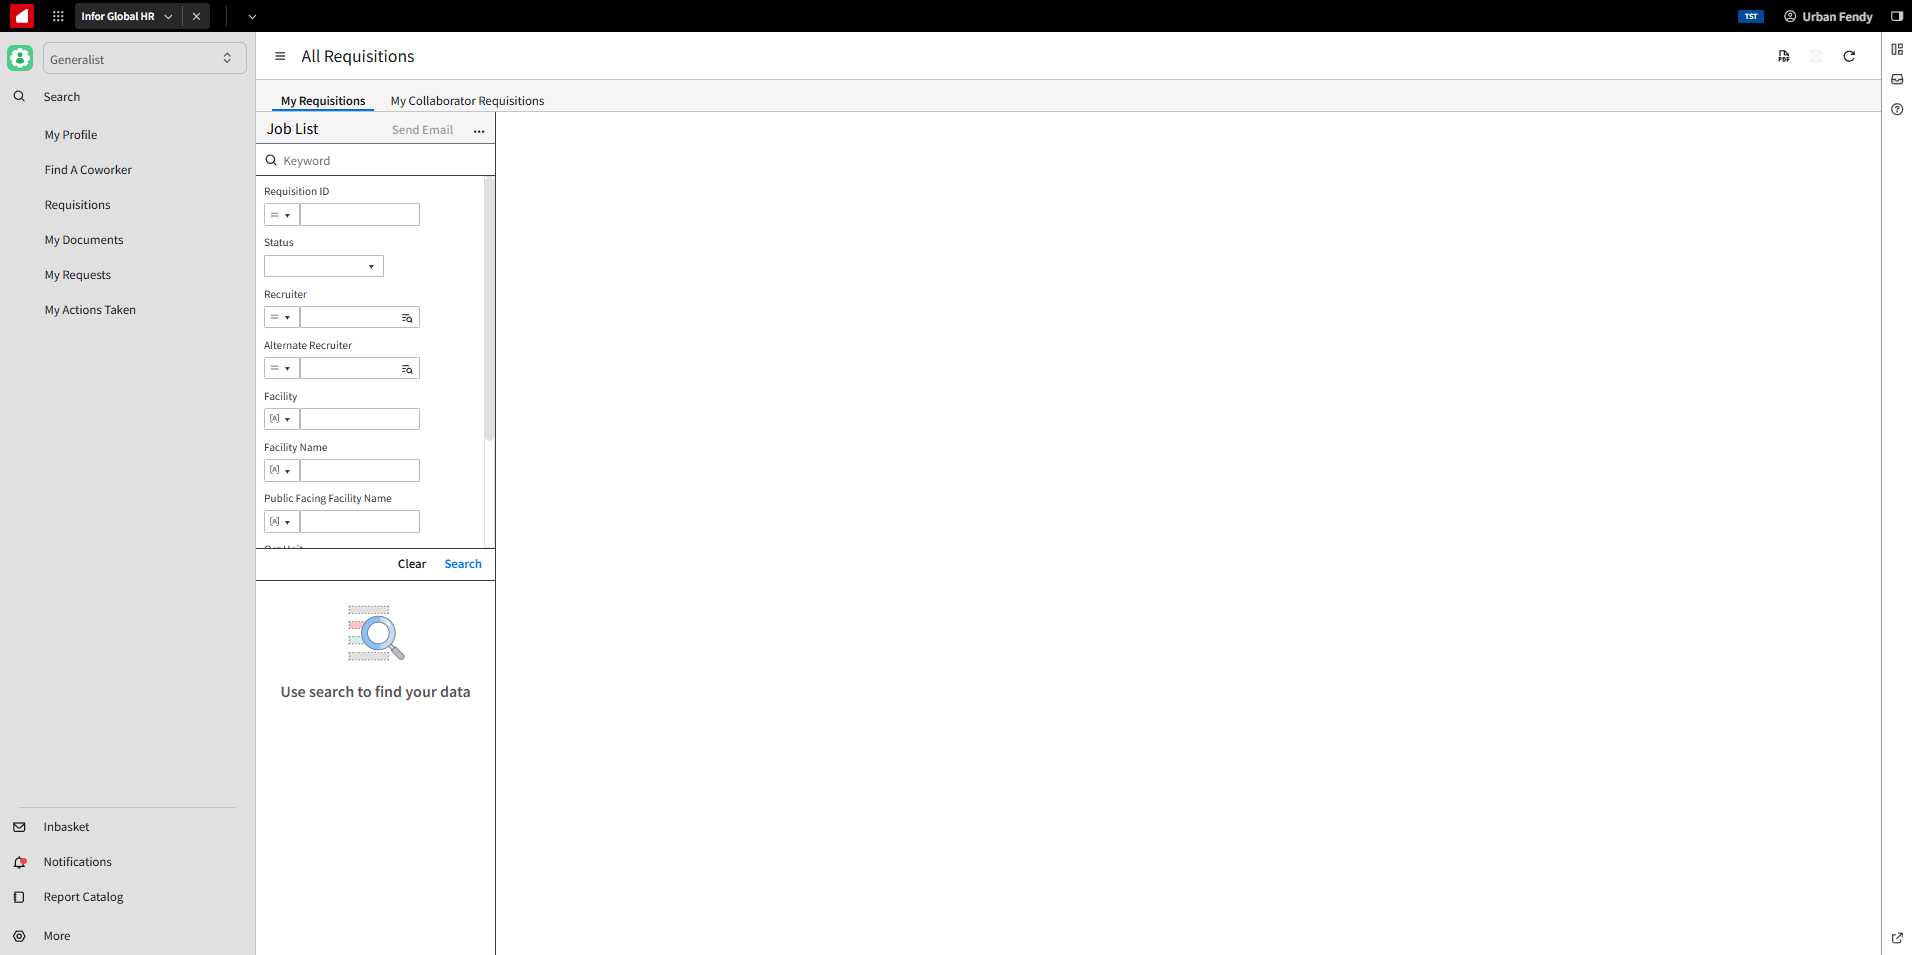 Infor Global HR
TST
Urban Fendy
Generalist
Search
My Profile
Find A Coworker
Requisitions
My Documents
My Requests
My Actions Taken
Inbasket
Notifications
Report Catalog
More
All Requisitions
PDF
My Requisitions
My Collaborator Requisitions
Job List
Send Email
...
Keyword
Requisition ID
=
Status
Recruiter
=
Alternate Recruiter
=
Facility
[A]
Facility Name
[A]
Public Facing Facility Name
[A]
Org Unit
Clear
Search
Use search to find your data